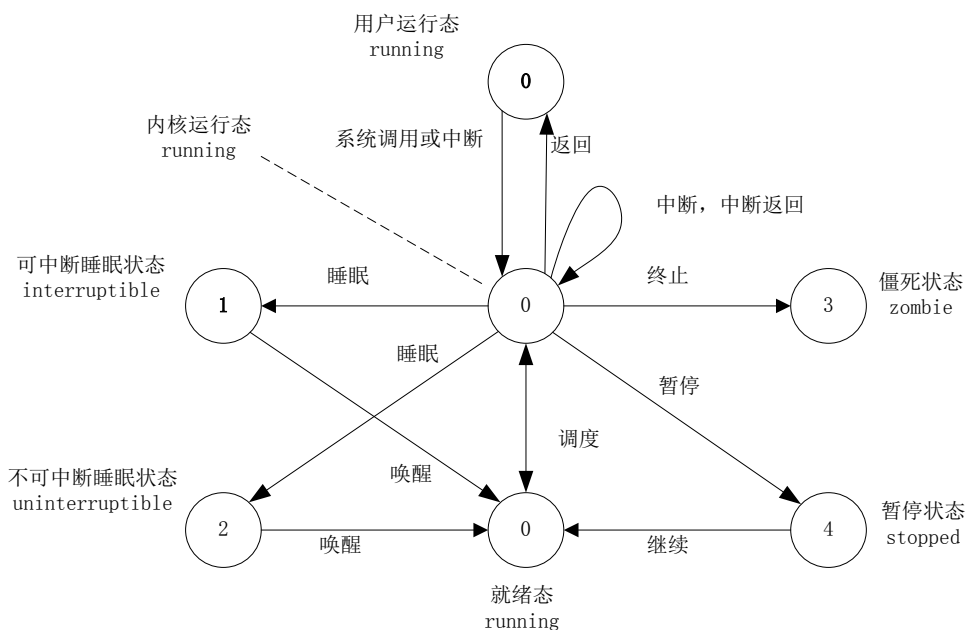 用户运行态
running
0
内核运行态
running
系统调用或中断
返回
中断，中断返回
可中断睡眠状态
interruptible
1
睡眠
0
终止
3
僵死状态
zombie
睡眠
暂停
调度
不可中断睡眠状态
uninterruptible
唤醒
2
唤醒
0
继续
4
暂停状态
stopped
就绪态
running